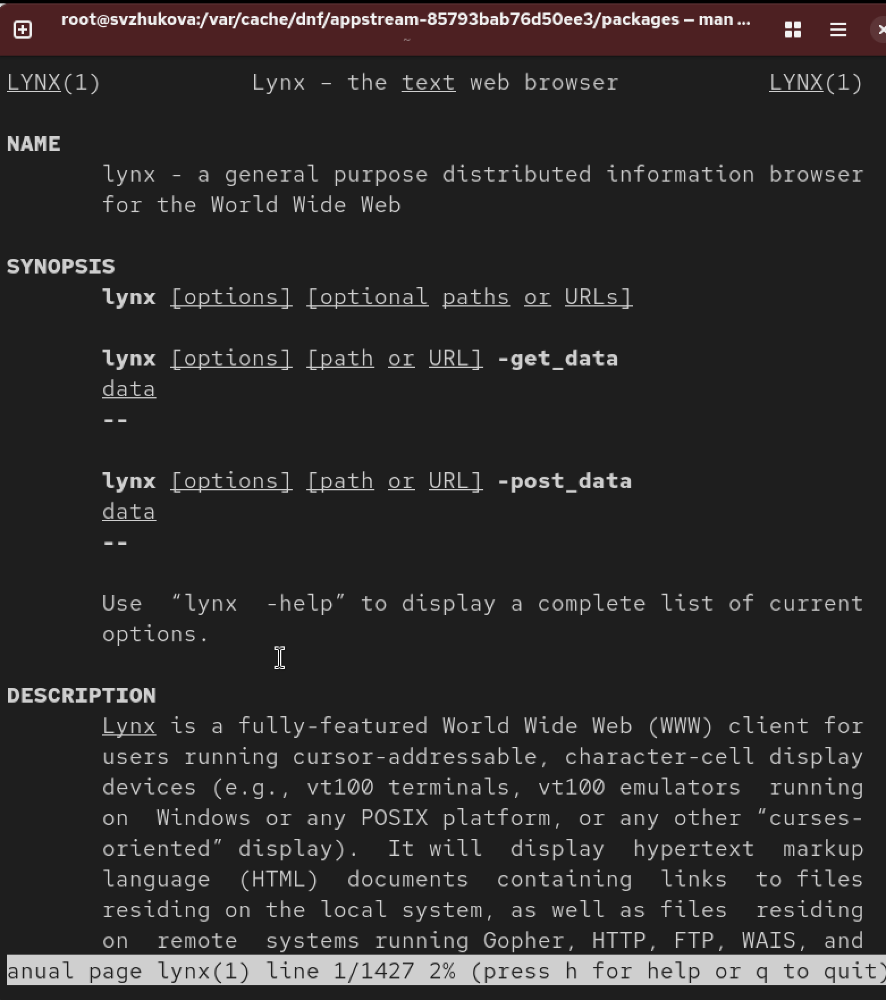 root@svzhukova:/var/cache/dnf/appstream-85793bab76d50ee3/packages — man ...
~
LYNX(1) Lynx – the text web browser LYNX(1)
NAME
lynx - a general purpose distributed information browser
for the World Wide Web
SYNOPSIS
lynx [options] [optional paths or URLs]
lynx [options] [path or URL] -get_data
data
--
lynx [options] [path or URL] -post_data
data
--
Use “lynx -help” to display a complete list of current
options.
DESCRIPTION
Lynx is a fully-featured World Wide Web (WWW) client for
users running cursor-addressable, character-cell display
devices (e.g., vt100 terminals, vt100 emulators running
on Windows or any POSIX platform, or any other “curses-
oriented” display). It will display hypertext markup
language (HTML) documents containing links to files
residing on the local system, as well as files residing
on remote systems running Gopher, HTTP, FTP, WAIS, and
anual page lynx(1) line 1/1427 2% (press h for help or q to quit)